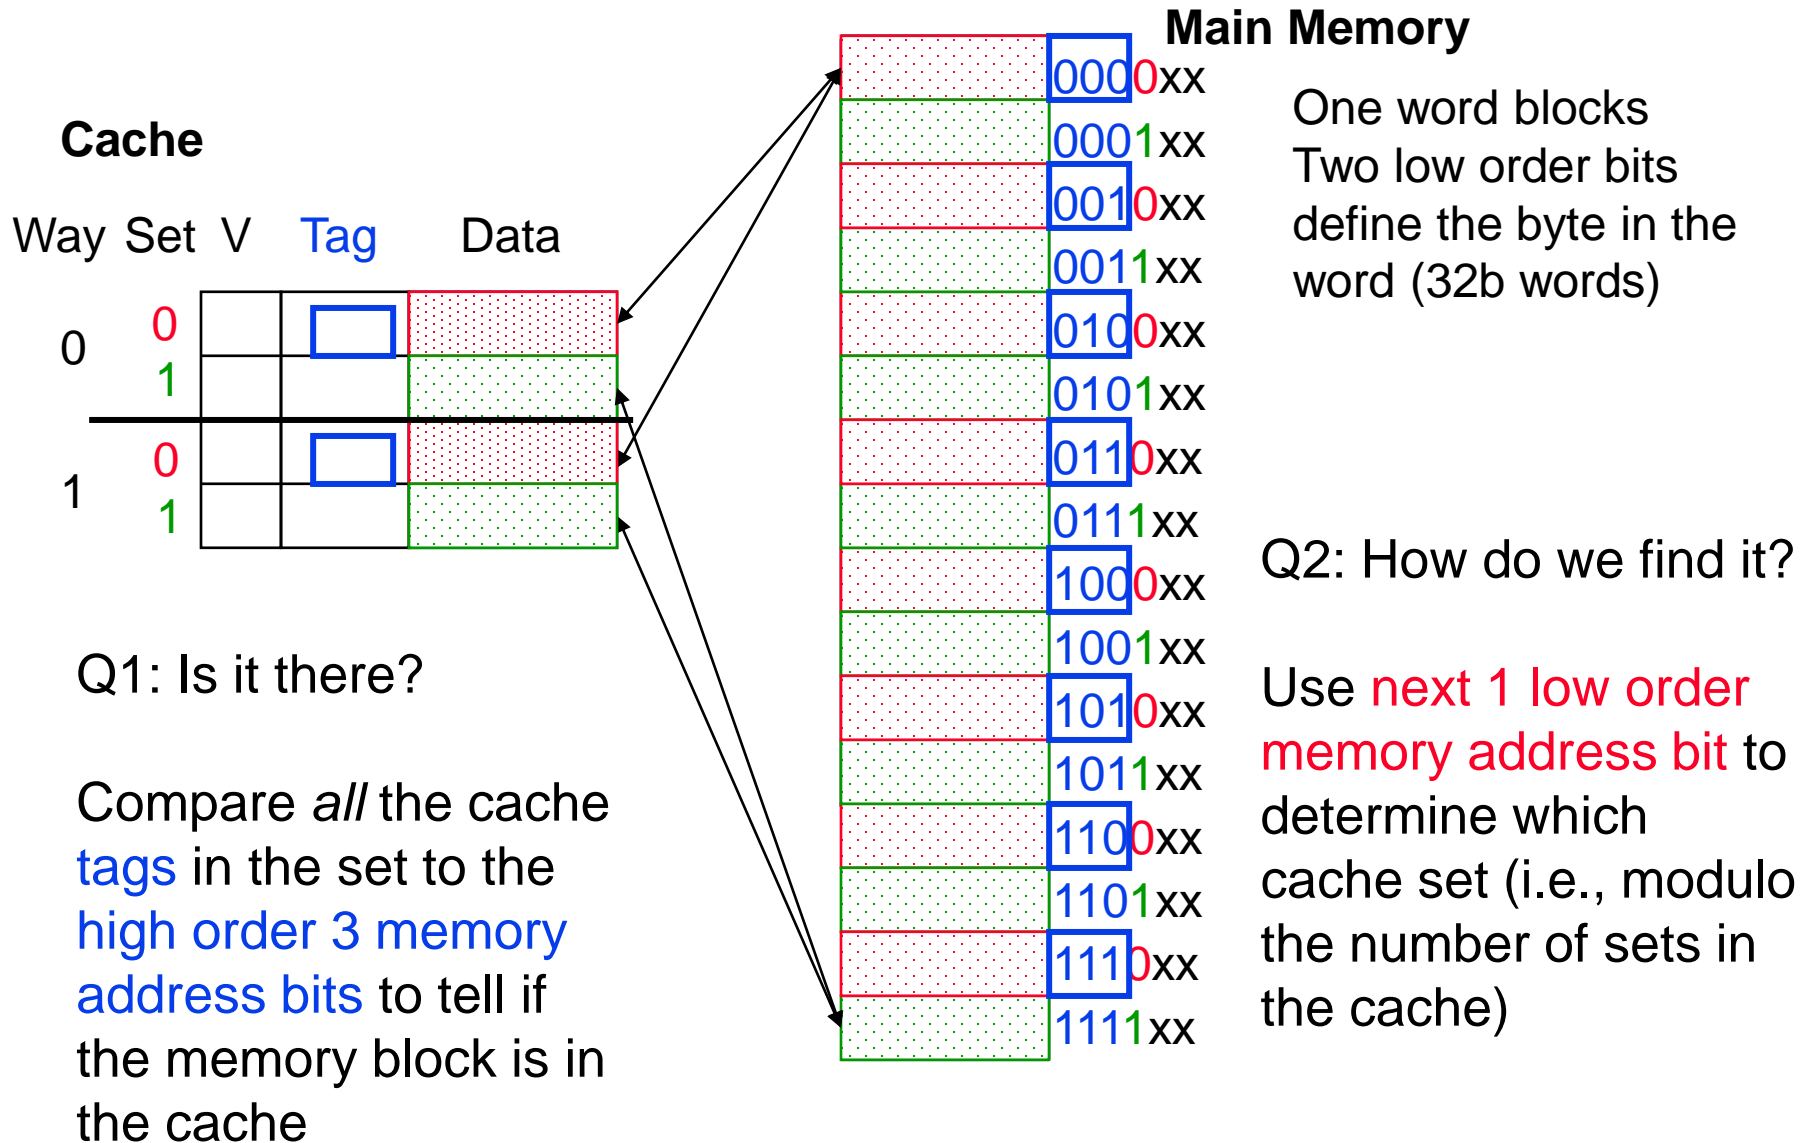 Main Memory
One word blocks
Two low order bits
define the byte in the
word (32b words)
Cache
Way Set V Tag Data
0
0
1
1
0
1
0000xx
0001xx
0010xx
0011xx
0100xx
0101xx
0110xx
0111xx
1000xx
1001xx
1010xx
1011xx
1100xx
1101xx
1110xx
1111xx
Q1: Is it there?
Compare all the cache
tags in the set to the
high order 3 memory
address bits to tell if
the memory block is in
the cache
Q2: How do we find it?
Use next 1 low order
memory address bit to
determine which
cache set (i.e., modulo
the number of sets in
the cache)